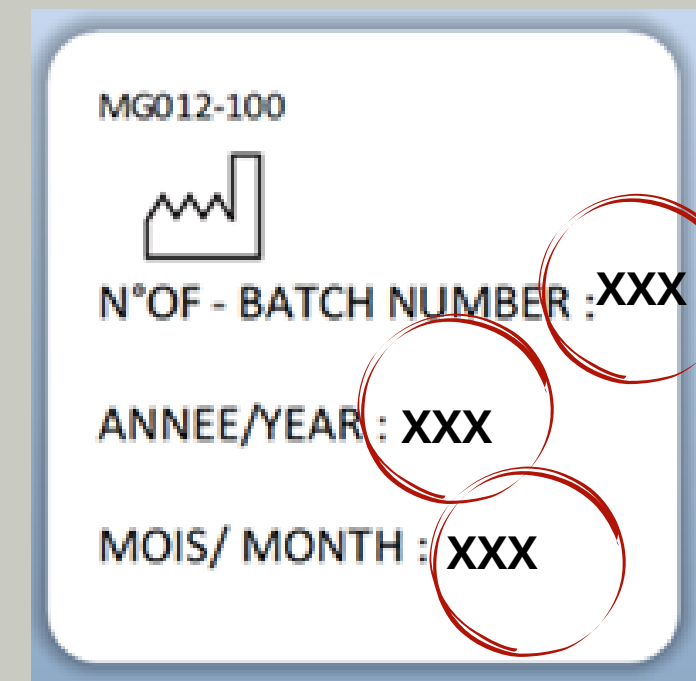 MG012-100
N°OF - BATCH NUMBER :XXX
ANNEE/YEAR : XXX
MOIS/ MONTH : XXX